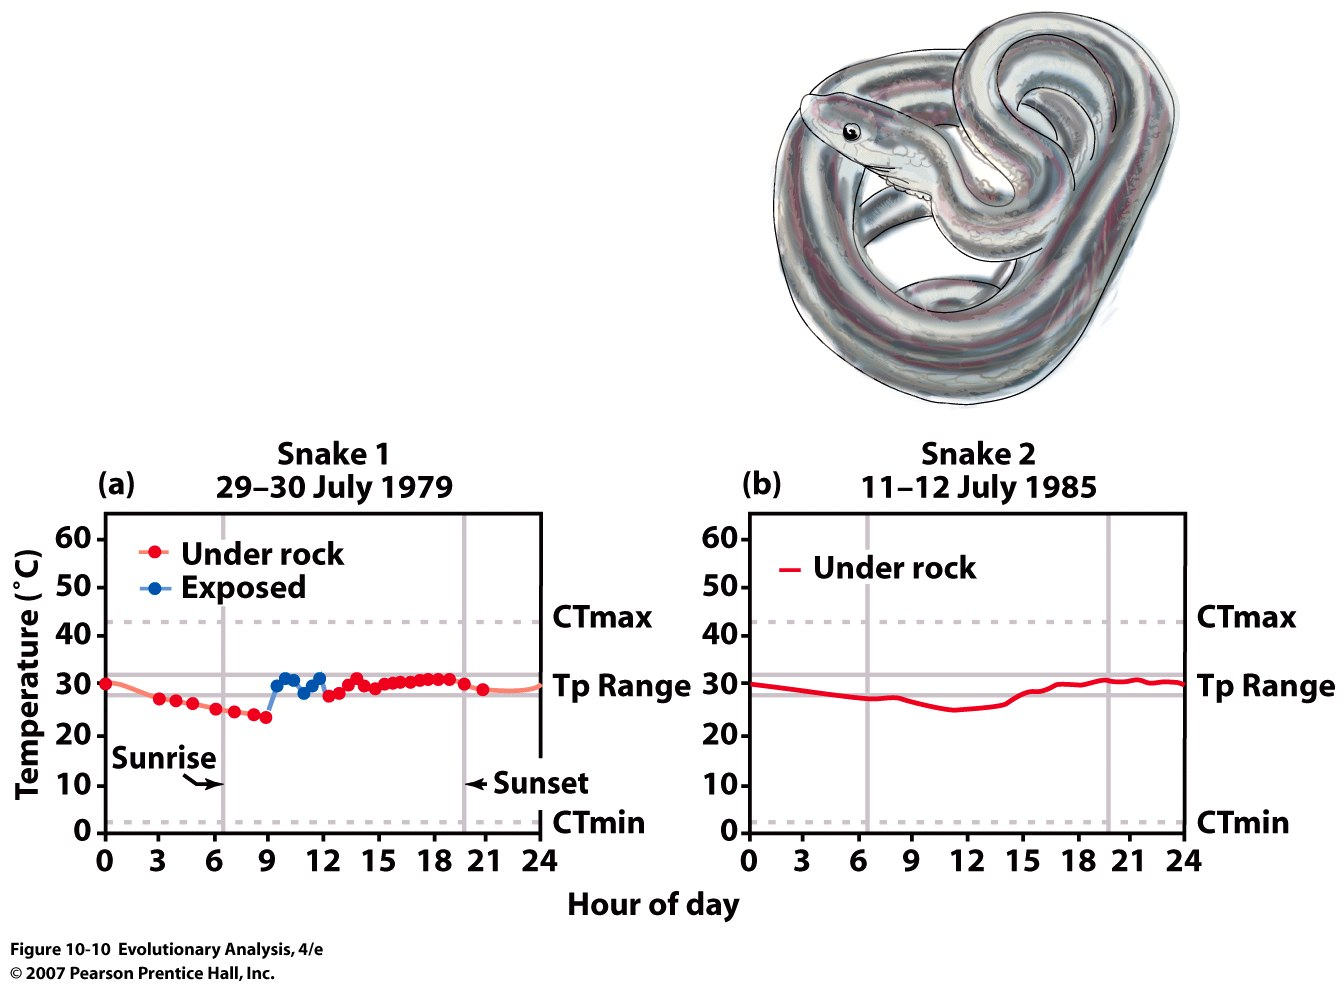 Snake 1
(a) 29–30 July 1979
Temperature (˚C)
60
50
40
30
20
10
0
Under rock
Exposed
CTmax
Tp Range
Sunrise
Sunset
CTmin
0 3 6 9 12 15 18 21 24
Snake 2
(b) 11–12 July 1985
60
50
40
30
20
10
0
Under rock
CTmax
Tp Range
CTmin
0 3 6 9 12 15 18 21 24
Hour of day
Figure 10-10 Evolutionary Analysis, 4/e
© 2007 Pearson Prentice Hall, Inc.